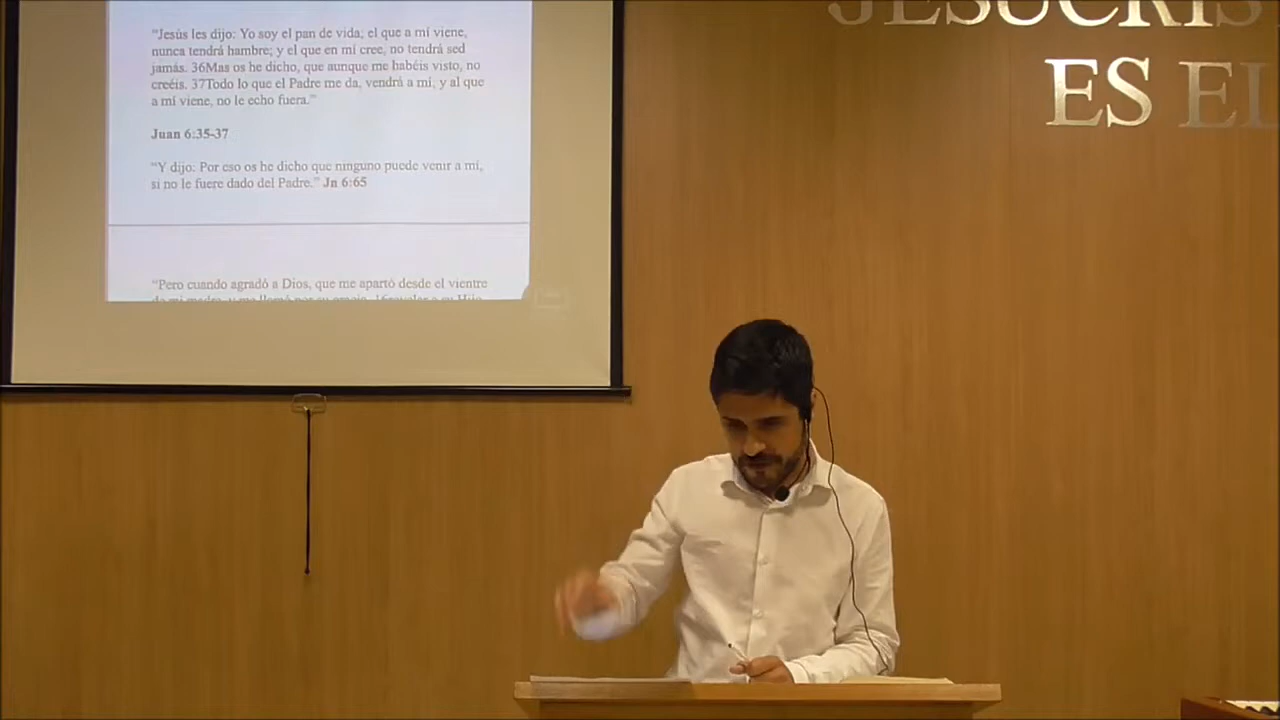 "Jesús les dijo: Yo soy el pan de vida; el que a mí viene,
nunca tendrá hambre; y el que en mí cree, no tendrá sed
jamás. 36Mas os he dicho, que aunque me habéis visto, no
creéis. 37Todo lo que el Padre me da, vendrá a mí; y al que
a mí viene, no le echo fuera."
Juan 6:35-37
"Y dijo: Por eso os he dicho que ninguno puede venir a mí,
si no le fuere dado del Padre." Jn 6:65
"Pero cuando agradó a Dios, que me apartó desde el vientre
JESUCRIS
ES EL